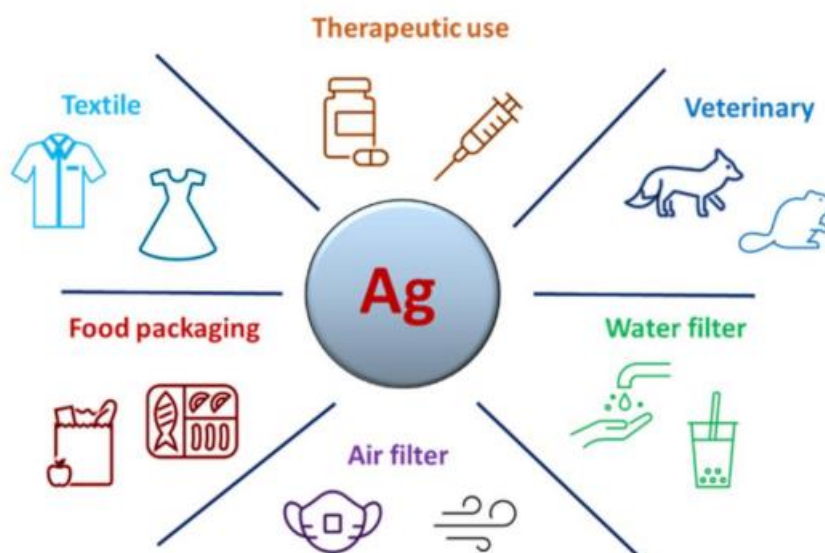 Therapeutic use
Textile
Veterinary
Ag
Food packaging
Water filter
Air filter